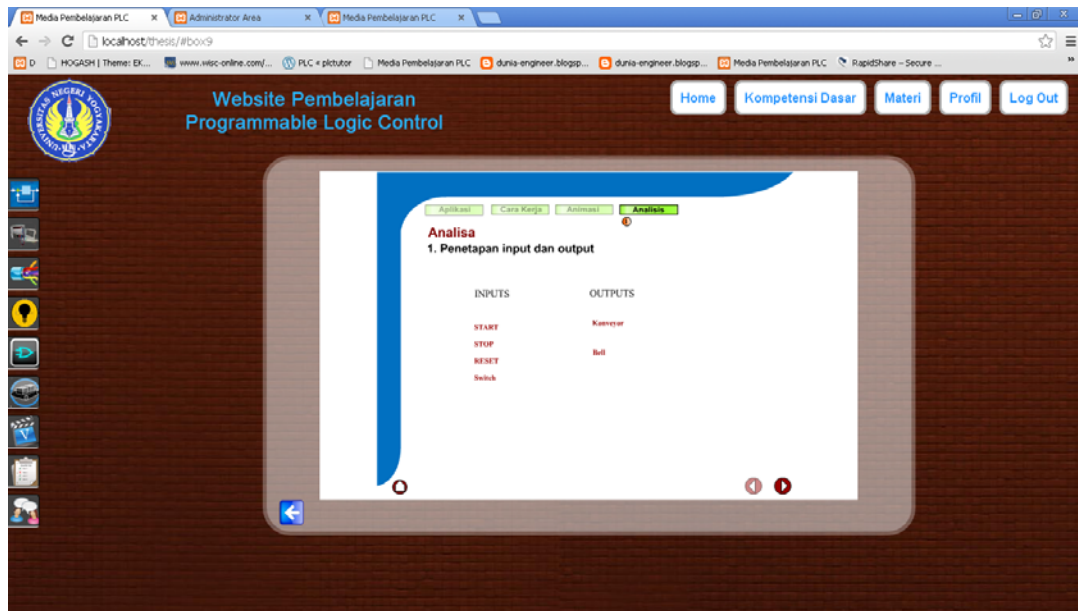 Media Pembelajaran PLC
Administrator Area
Media Pembelajaran PLC
localhost/thesis/#box9
D
HOGASH | Theme: EK...
www.wisc-online.com/...
PLC « plctutor
Media Pembelajaran PLC
dunia-engineer.blogsp...
dunia-engineer.blogsp...
Media Pembelajaran PLC
RapidShare – Secure ...
Website Pembelajaran
Programmable Logic Control
Home
Kompetensi Dasar
Materi
Profil
Log Out
UNIVERSITAS NEGERI YOGYAKARTA
Aplikasi
Cara Kerja
Animasi
Analisis
Analisa
1. Penetapan input dan output
INPUTS
OUTPUTS
START
Konveyor
STOP
Bell
RESET
Switch